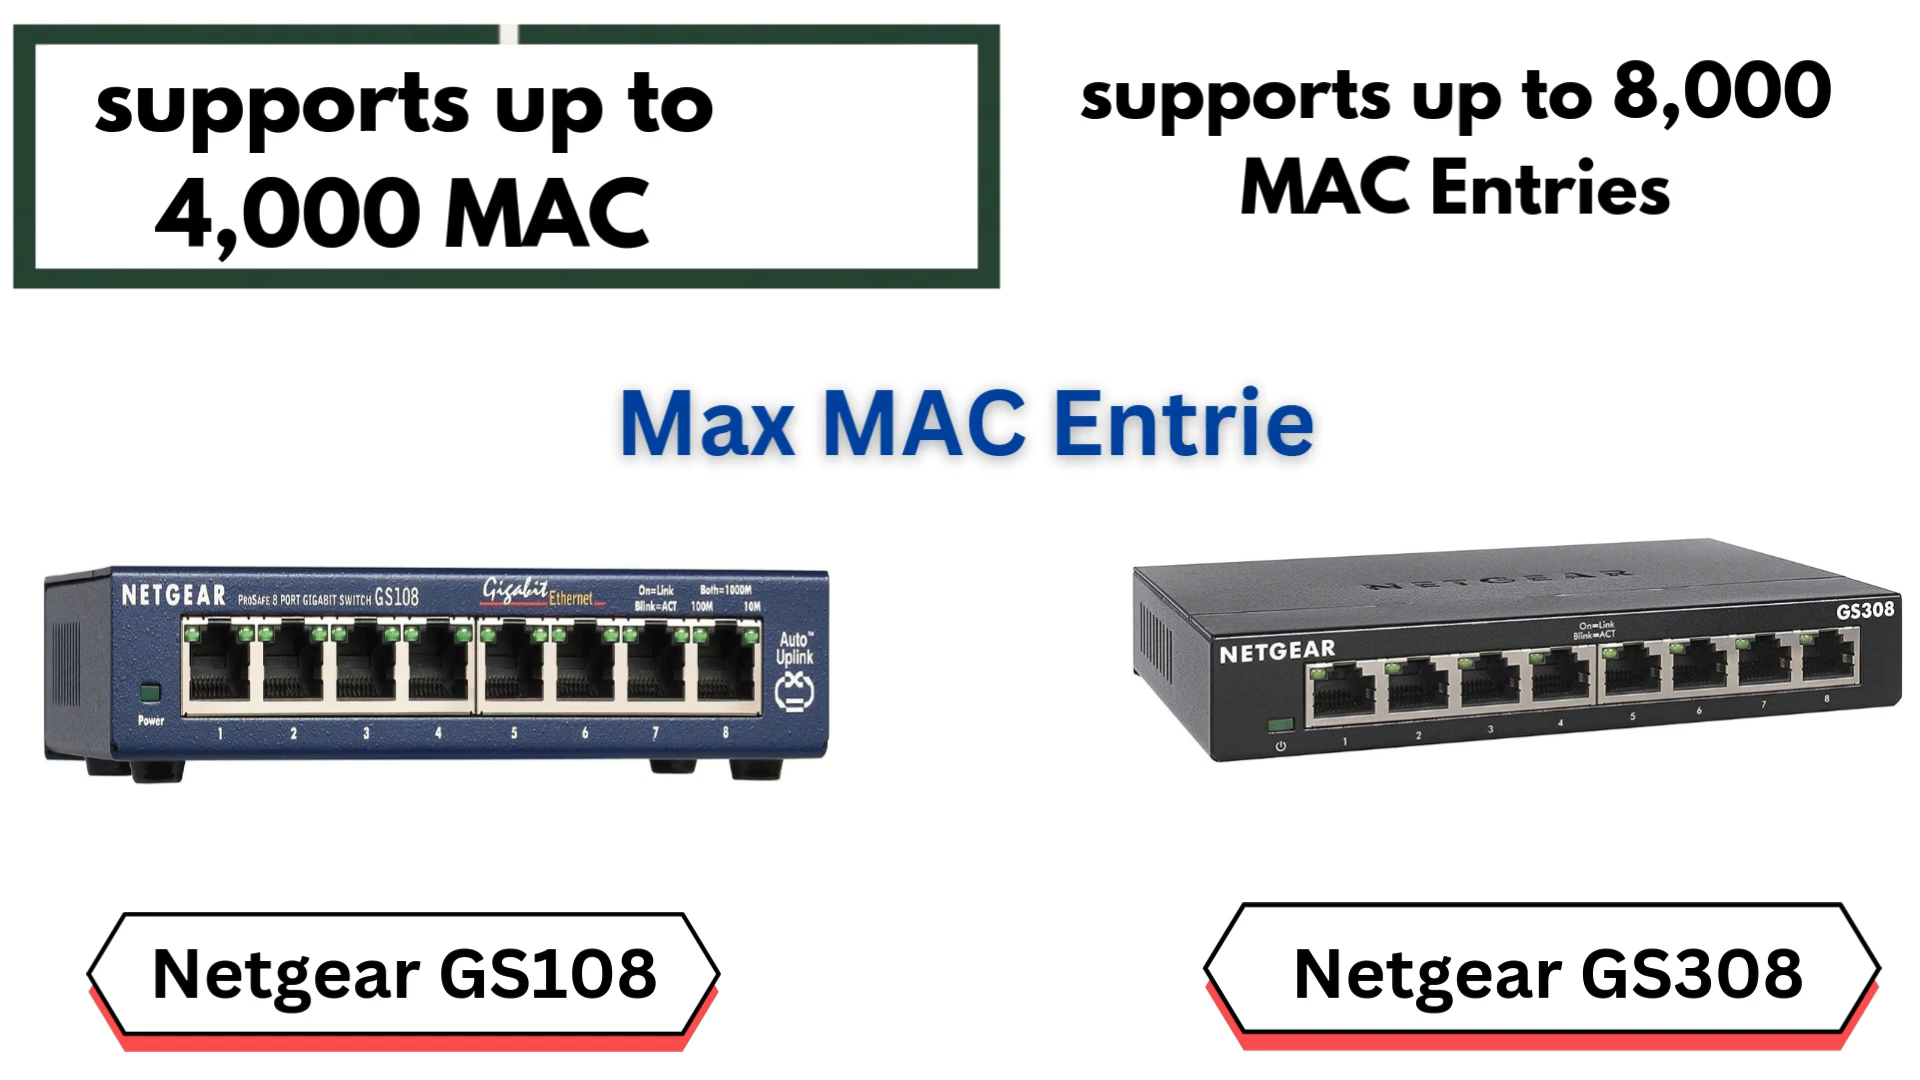 supports up to
4,000 MAC
supports up to 8,000
MAC Entries
Max MAC Entrie
NETGEAR PROSAFE 8 PORT GIGABIT SWITCH GS108
Gigabit
Ethernet
On=Link Both=1000M
Blink=ACT 100M 10M
Auto™
Uplink
Power
1 2 3 4 5 6 7 8
NETGEAR
GS308
On=Link
Blink=ACT
NETGEAR
1 2 3 4 5 6 7 8
Netgear GS108
Netgear GS308